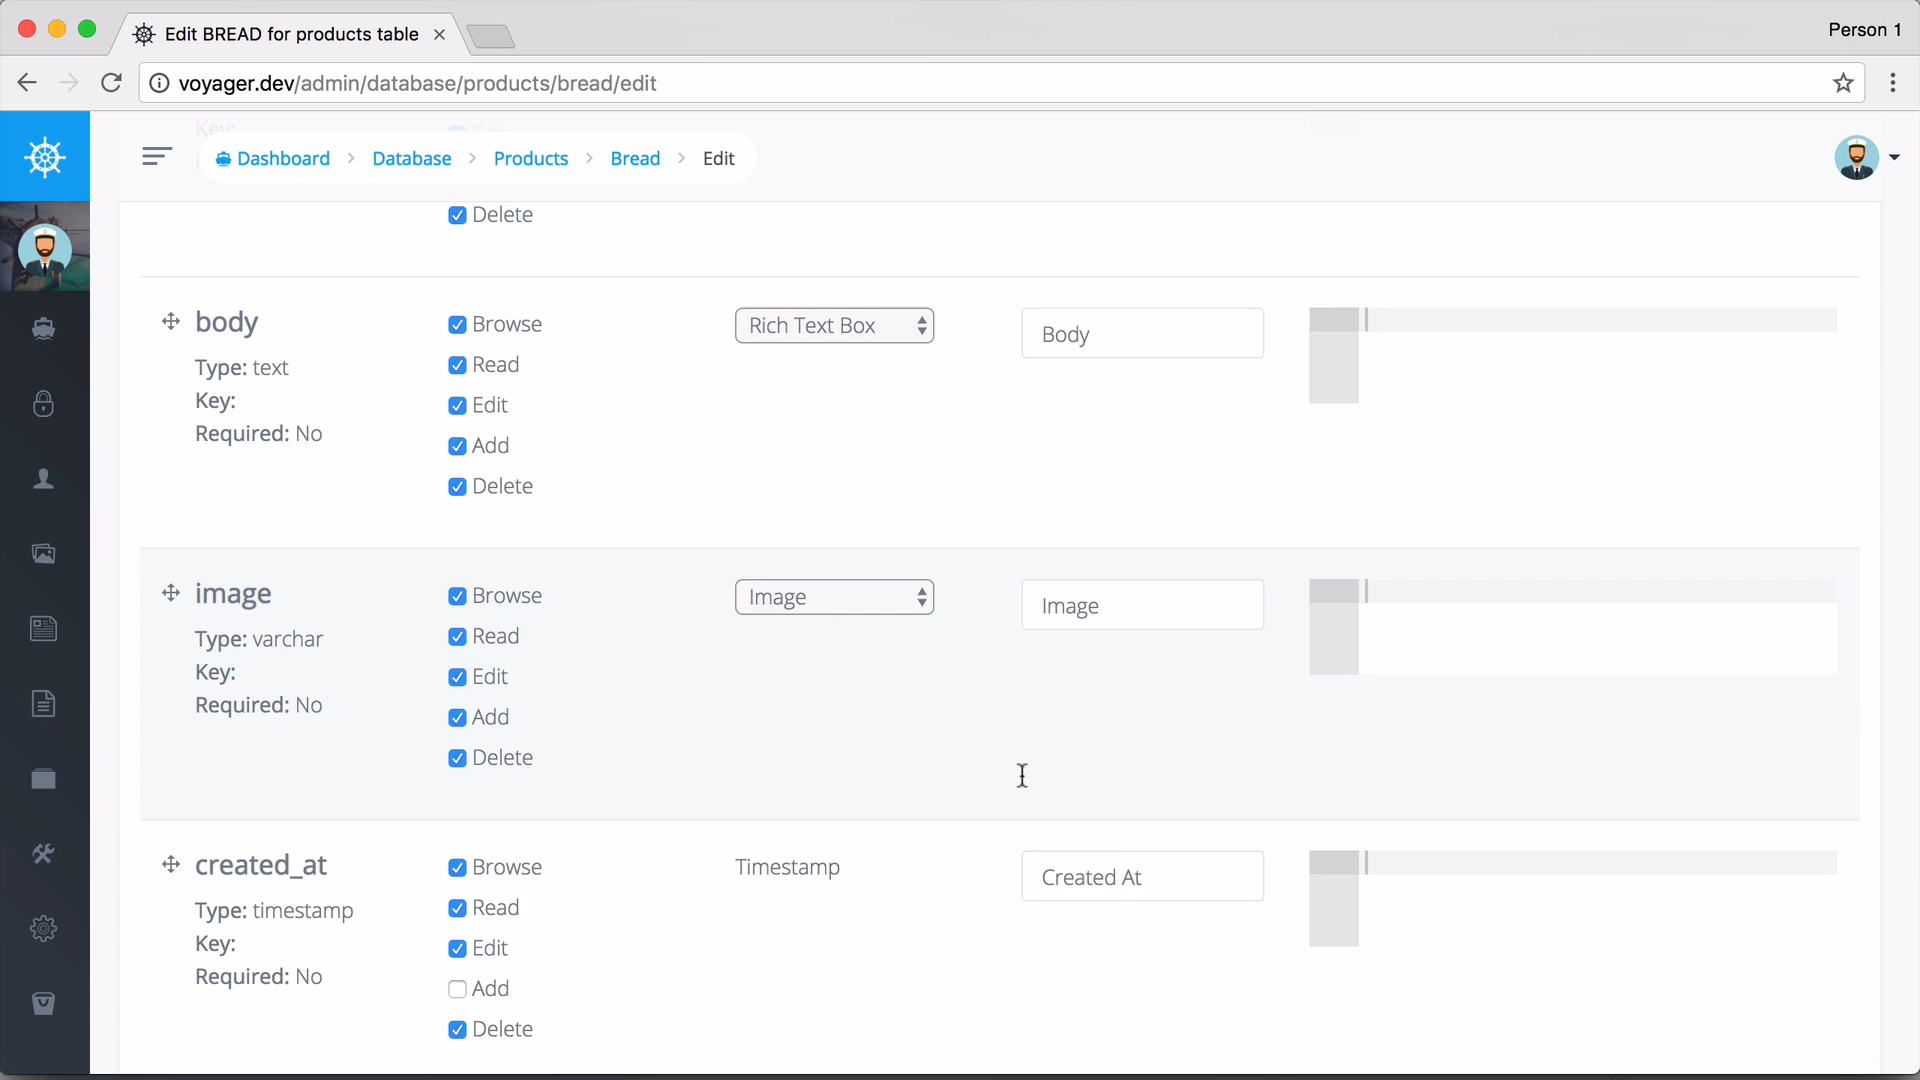 Edit BREAD for products table
Person 1
voyager.dev/admin/database/products/bread/edit
Key:
Edit
Dashboard > Database > Products > Bread > Edit
Delete
body
Type: text
Key:
Required: No
Browse
Read
Edit
Add
Delete
Rich Text Box
Body
image
Type: varchar
Key:
Required: No
Browse
Read
Edit
Add
Delete
Image
Image
created_at
Type: timestamp
Key:
Required: No
Browse
Read
Edit
Add
Delete
Timestamp
Created At